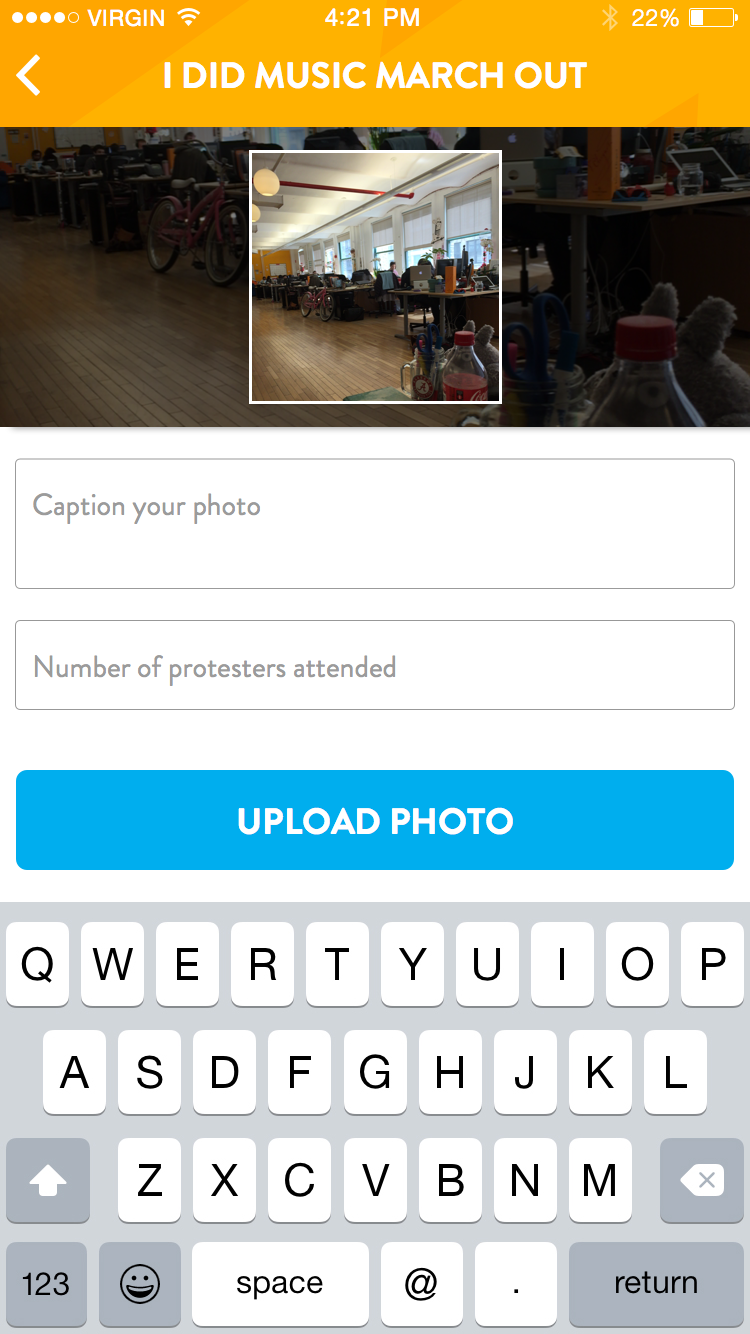 VIRGIN 4:21 PM 22%
I DID MUSIC MARCH OUT
Caption your photo
Number of protesters attended
UPLOAD PHOTO
Q W E R T Y U I O P
A S D F G H J K L
Z X C V B N M
123 space @ . return